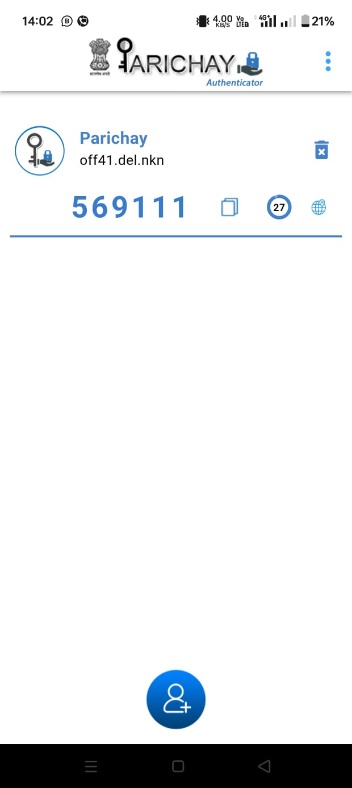 14:02 4.00 KB/S Vo LTE 4G+ 21%
PARICHAY
Authenticator
Parichay
off41.del.nkn
569111 27